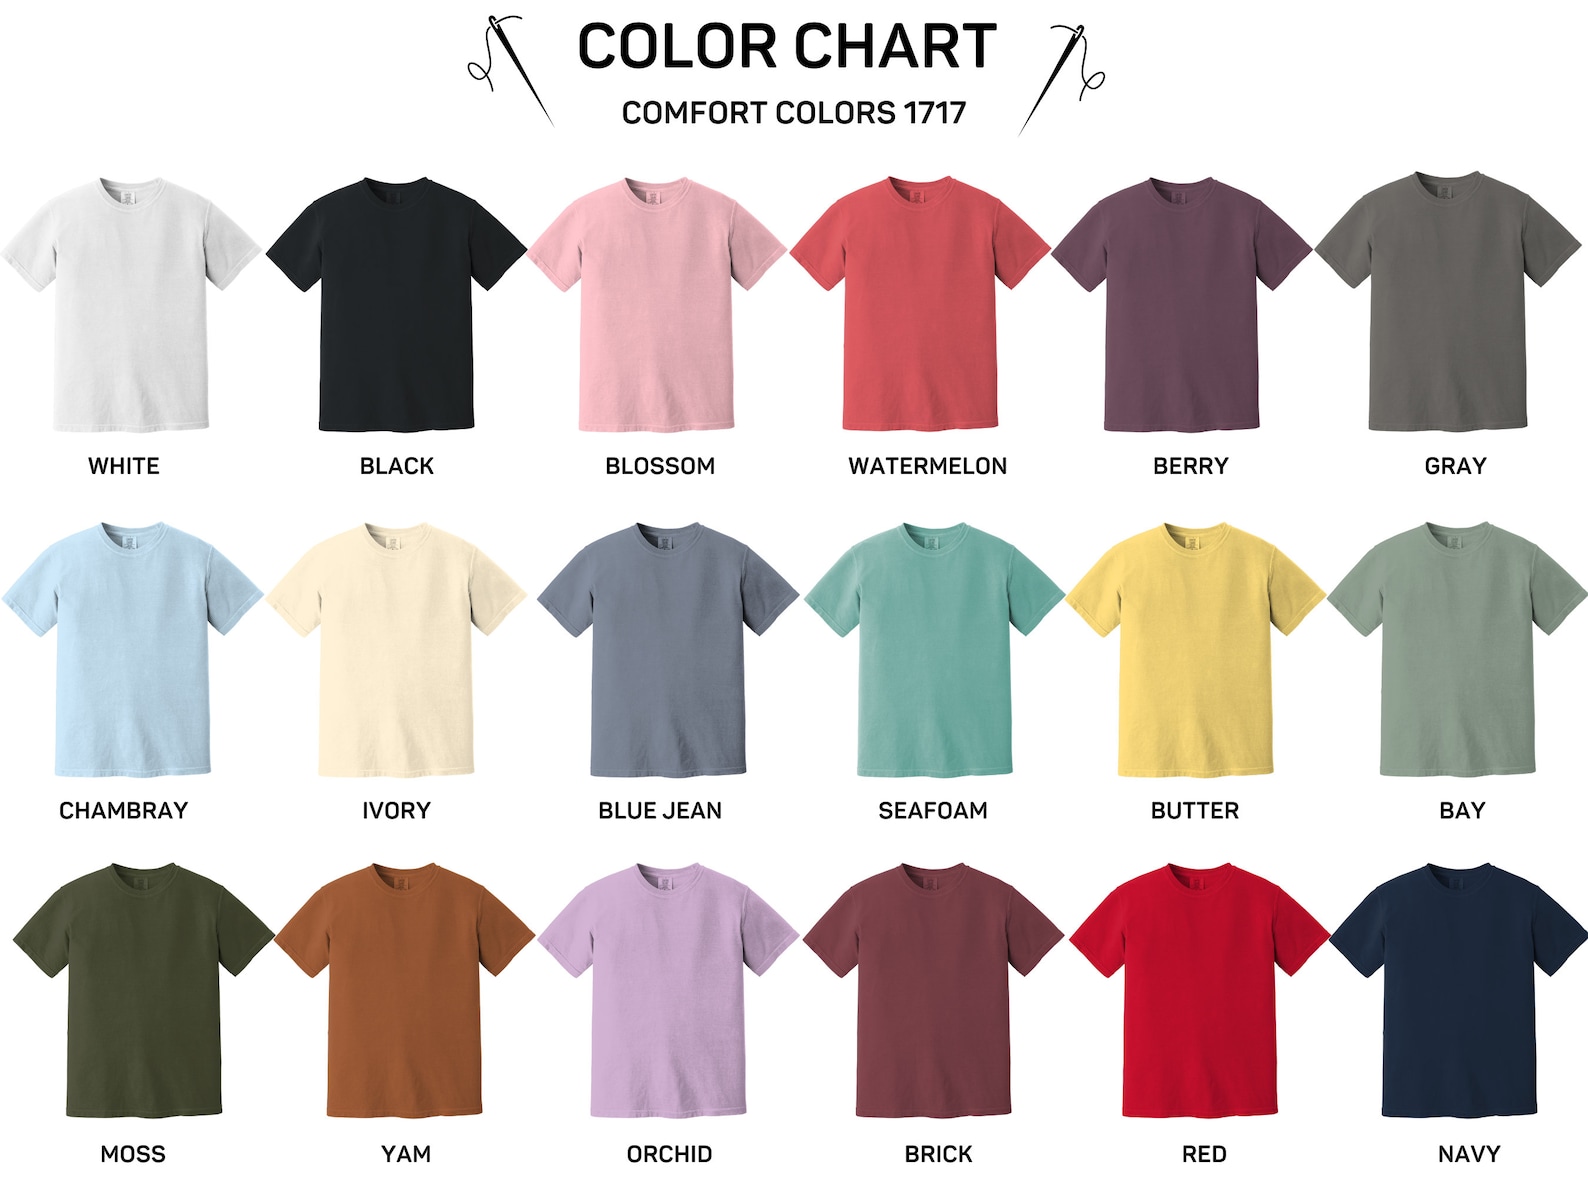 COLOR CHART
COMFORT COLORS 1717
WHITE
BLACK
BLOSSOM
WATERMELON
BERRY
GRAY
CHAMBRAY
IVORY
BLUE JEAN
SEAFOAM
BUTTER
BAY
MOSS
YAM
ORCHID
BRICK
RED
NAVY